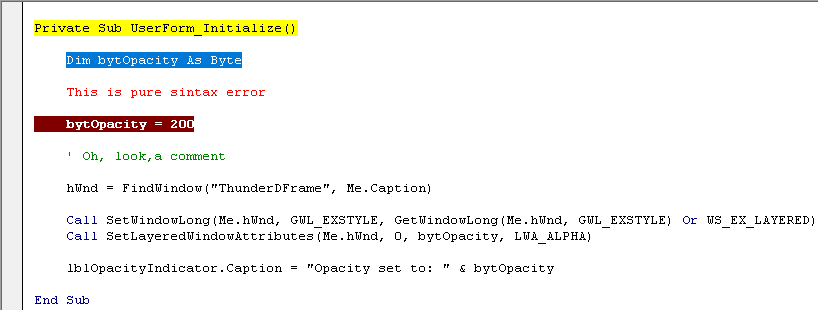 Private Sub UserForm_Initialize()
Dim bytOpacity As Byte
This is pure sintax error
bytOpacity = 200
' Oh, look,a comment
hWnd = FindWindow("ThunderDFrame", Me.Caption)
Call SetWindowLong(Me.hWnd, GWL_EXSTYLE, GetWindowLong(Me.hWnd, GWL_EXSTYLE) Or WS_EX_LAYERED)
Call SetLayeredWindowAttributes(Me.hWnd, 0, bytOpacity, LWA_ALPHA)
lblOpacityIndicator.Caption = "Opacity set to: " & bytOpacity
End Sub